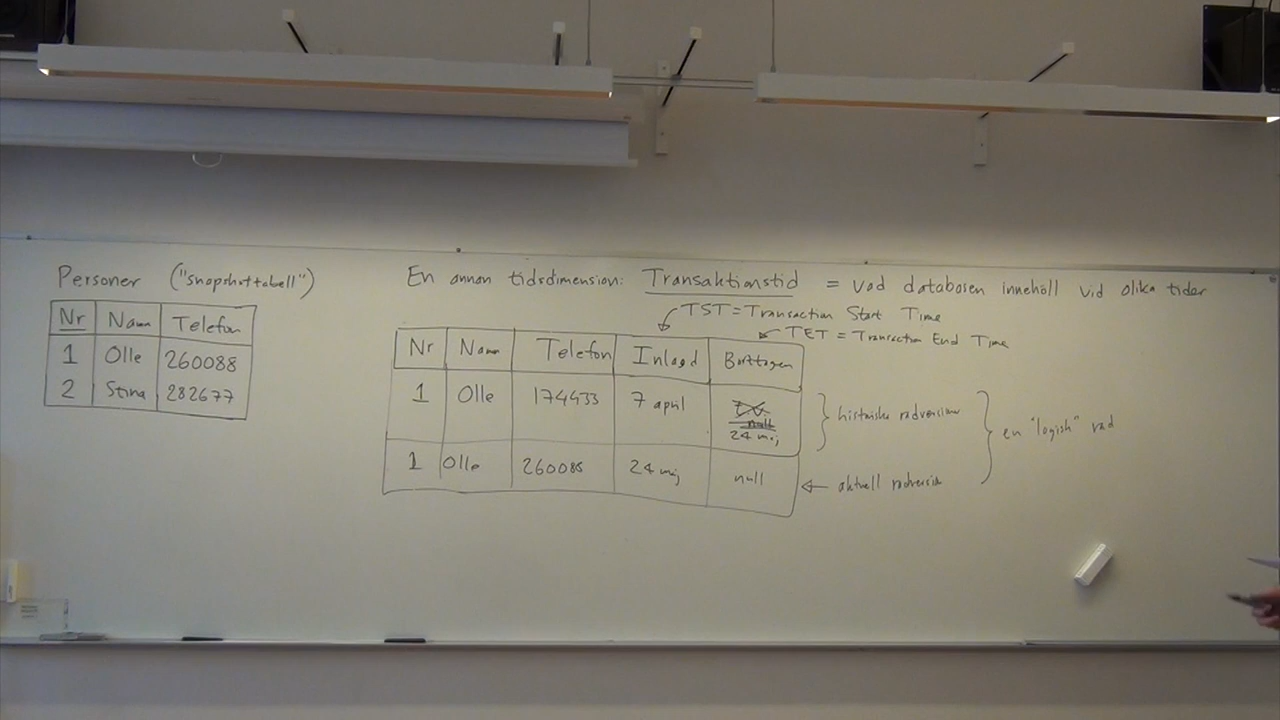 Personer ("snapshottabell")
Nr Namn Telefon
1 Olle 260088
2 Stina 282677
En annan tidsdimension: Transaktionstid = vad databasen innehöll vid olika tider
TST = Transaction Start Time
TET = Transaction End Time
Nr Namn Telefon Inlagd Borttagen
1 Olle 174433 7 april
null
24 maj
1 Olle 260088 24 maj null
historiska radversioner
aktuell radversion
en "logisk" rad